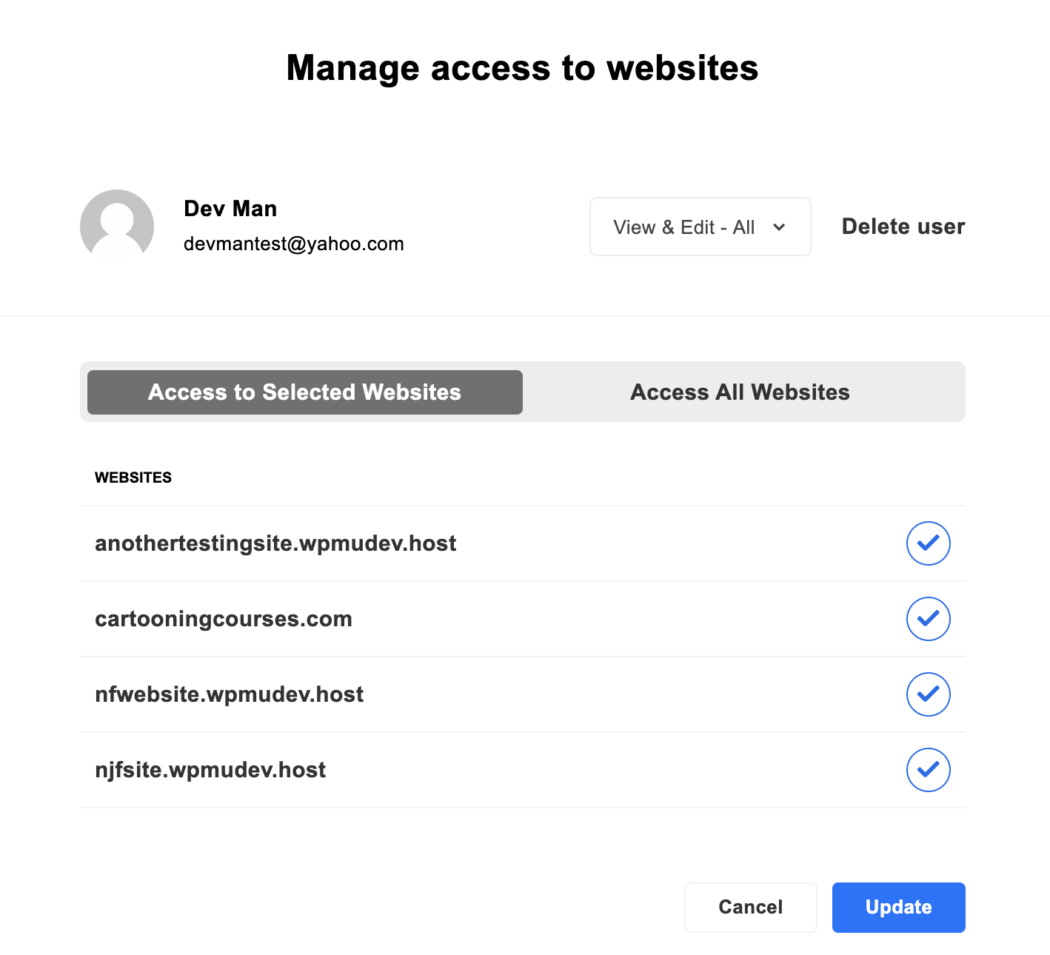 Manage access to websites
Dev Man
devmantest@yahoo.com
View & Edit - All
Delete user
Access to Selected Websites
Access All Websites
WEBSITES
anothertestingsite.wpmudev.host
cartooningcourses.com
nfwebsite.wpmudev.host
njfsite.wpmudev.host
Cancel
Update